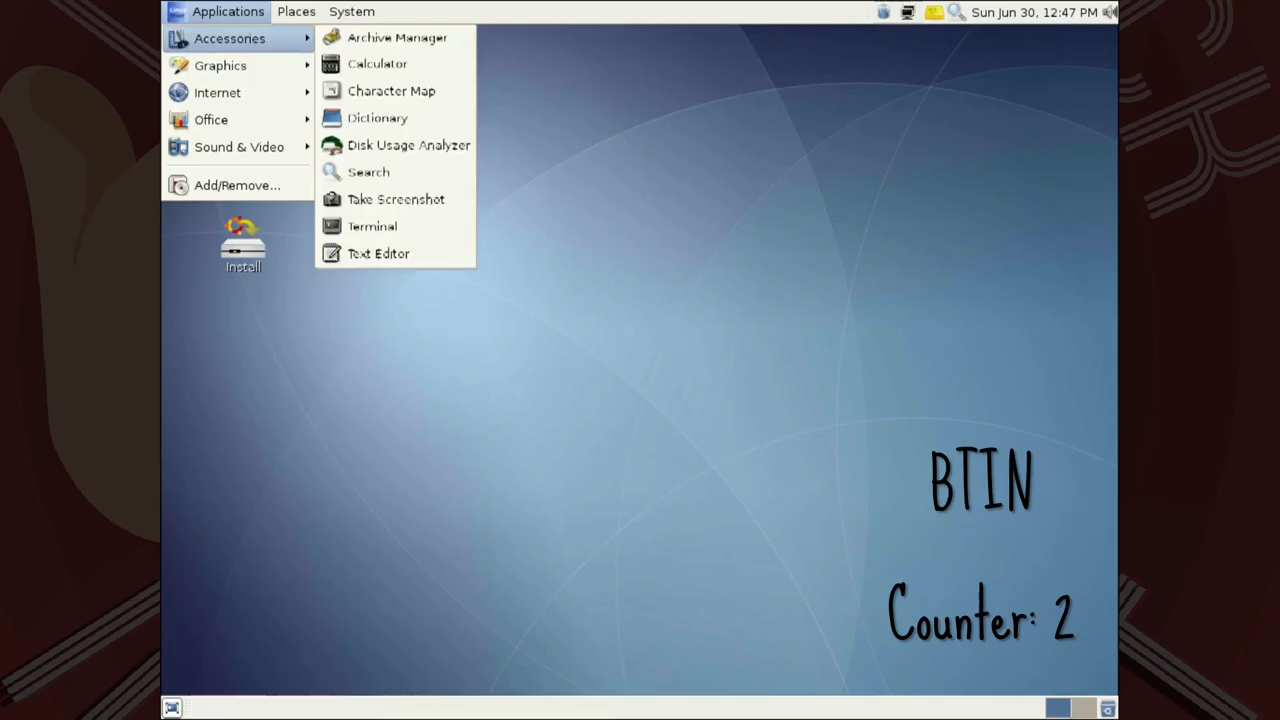 Applications Places System
Sun Jun 30, 12:47 PM
Accessories
Graphics
Internet
Office
Sound & Video
Add/Remove...
Archive Manager
Calculator
Character Map
Dictionary
Disk Usage Analyzer
Search
Take Screenshot
Terminal
Text Editor
Install
BTIN
Counter: 2